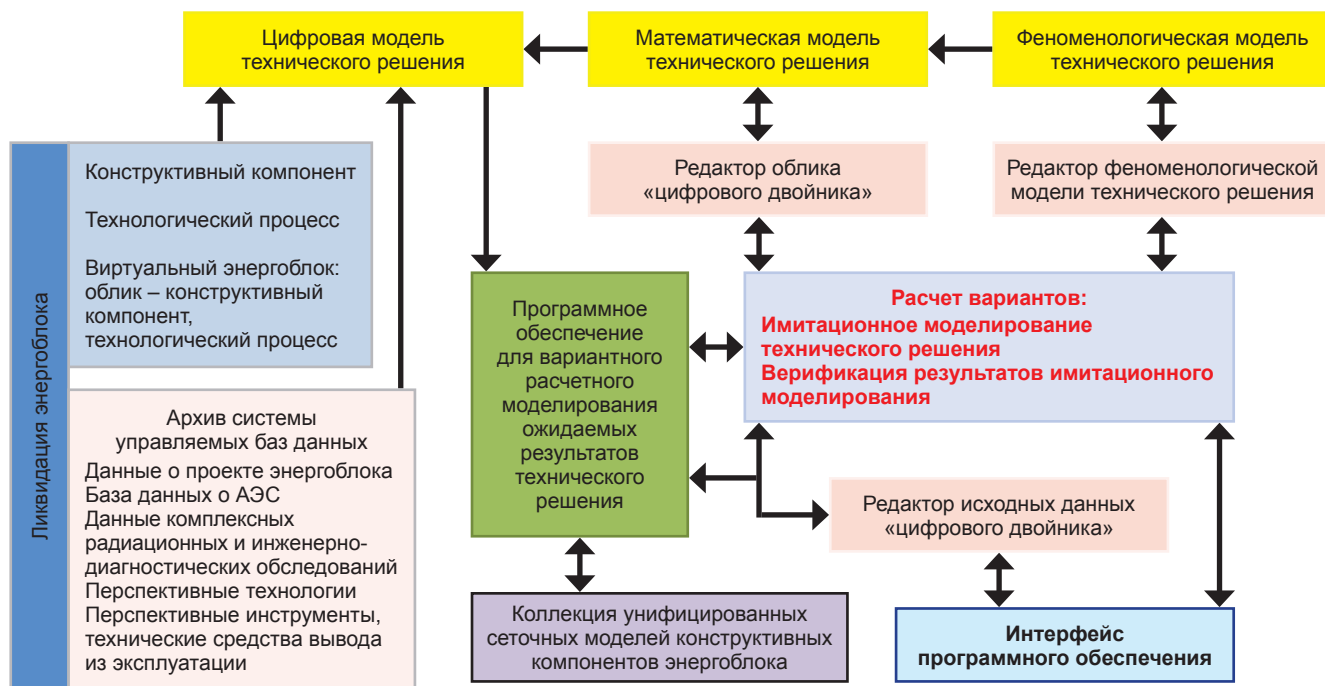 Цифровая модель
технического решения
Математическая модель
технического решения
Феноменологическая модель
технического решения
Редактор облика
«цифрового двойника»
Редактор феноменологической
модели технического решения
Ликвидация энергоблока
Конструктивный компонент
Технологический процесс
Виртуальный энергоблок:
облик – конструктивный
компонент,
технологический процесс
Архив системы
управляемых баз данных
Данные о проекте энергоблока
База данных о АЭС
Данные комплексных
радиационных и инженерно-
диагностических обследований
Перспективные технологии
Перспективные инструменты,
технические средства вывода
из эксплуатации
Программное
обеспечение
для вариантного
расчетного
моделирования
ожидаемых
результатов
технического
решения
Расчет вариантов:
Имитационное моделирование
технического решения
Верификация результатов имитационного
моделирования
Редактор исходных данных
«цифрового двойника»
Коллекция унифицированных
сеточных моделей конструктивных
компонентов энергоблока
Интерфейс
программного обеспечения